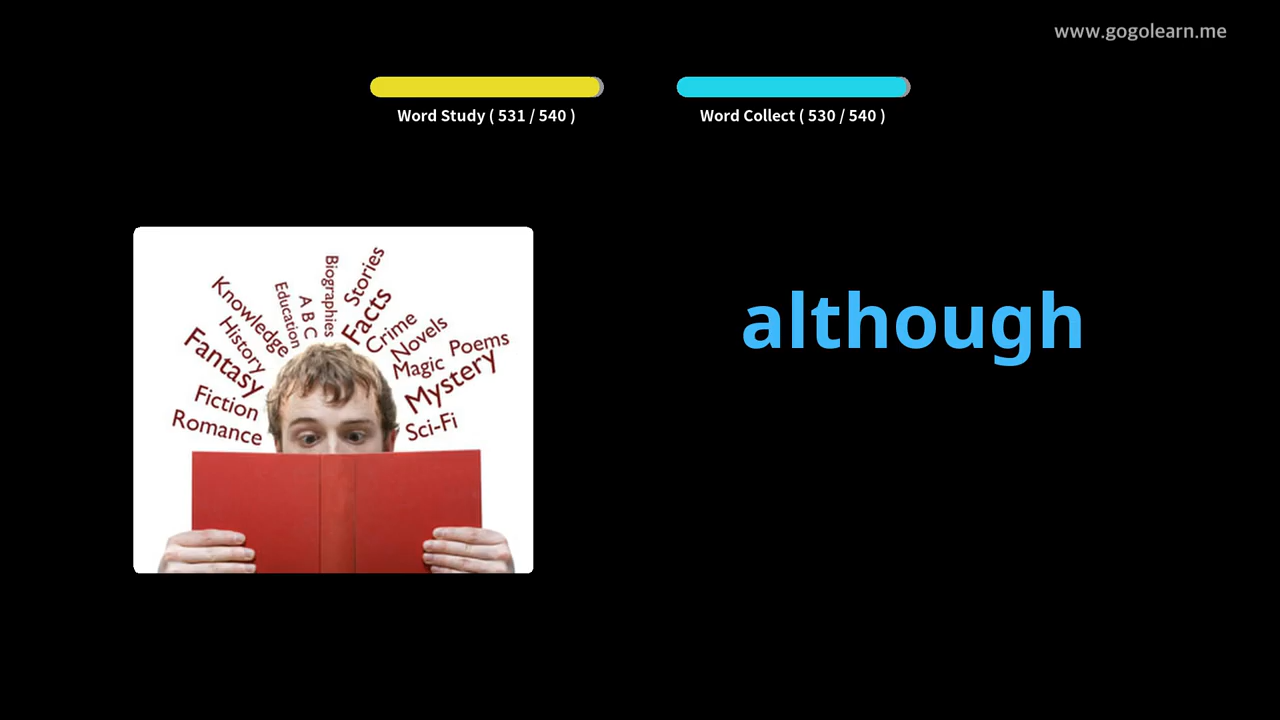 www.gogolearn.me
Word Study ( 531 / 540 )
Word Collect ( 530 / 540 )
although
Biographies
Stories
Education
A B C
Facts
Knowledge
History
Crime
Novels
Fantasy
Magic
Poems
Mystery
Fiction
Romance
Sci-Fi